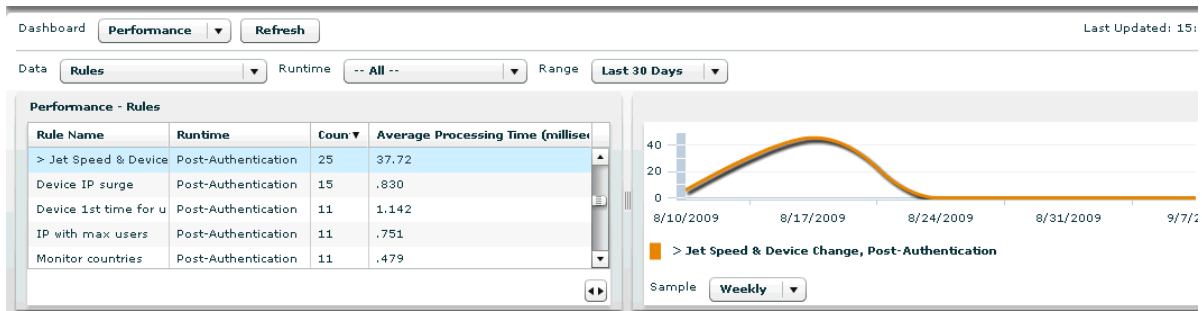 Dashboard Performance Refresh Last Updated: 15:
Data Rules Runtime -- All -- Range Last 30 Days
Performance - Rules
Rule Name Runtime Coun Average Processing Time (millise
> Jet Speed & Device Post-Authentication 25 37.72
Device IP surge Post-Authentication 15 .830
Device 1st time for u Post-Authentication 11 1.142
IP with max users Post-Authentication 11 .751
Monitor countries Post-Authentication 11 .479
40
20
0
8/10/2009 8/17/2009 8/24/2009 8/31/2009 9/7/2
> Jet Speed & Device Change, Post-Authentication
Sample Weekly